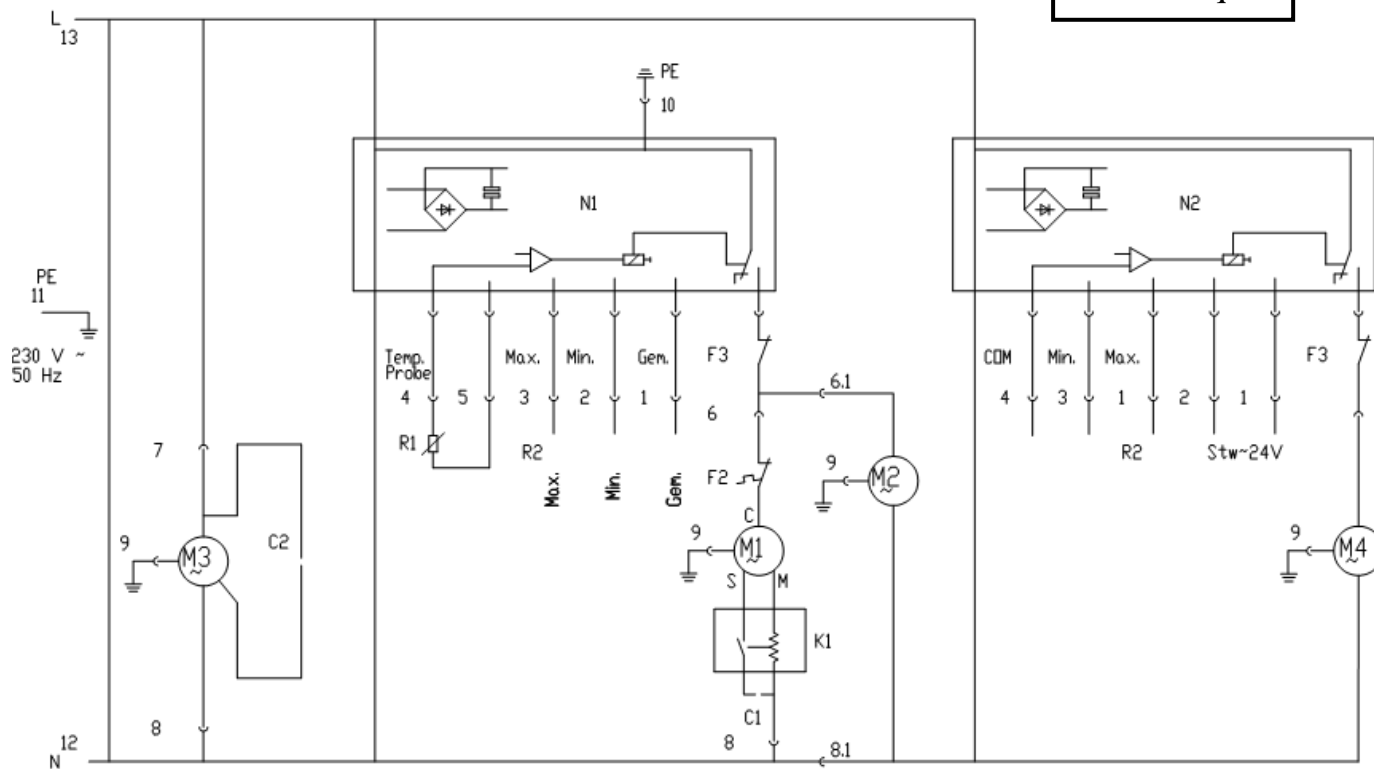 L
13
PE
10
N1
N2
PE
11
230 V ~
50 Hz
Temp.
Probe
Max.
Min.
Gem.
F3
6.1
COM
Min.
Max.
F3
4
5
3
2
1
6
4
3
1
2
1
7
R1
R2
R2
Stw~24V
Max.
Min.
Gem.
F2
9
M2
~
C
9
C2
M3
~
9
M1
~
9
M4
~
S
M
K1
C1
8
12
N
8
8.1